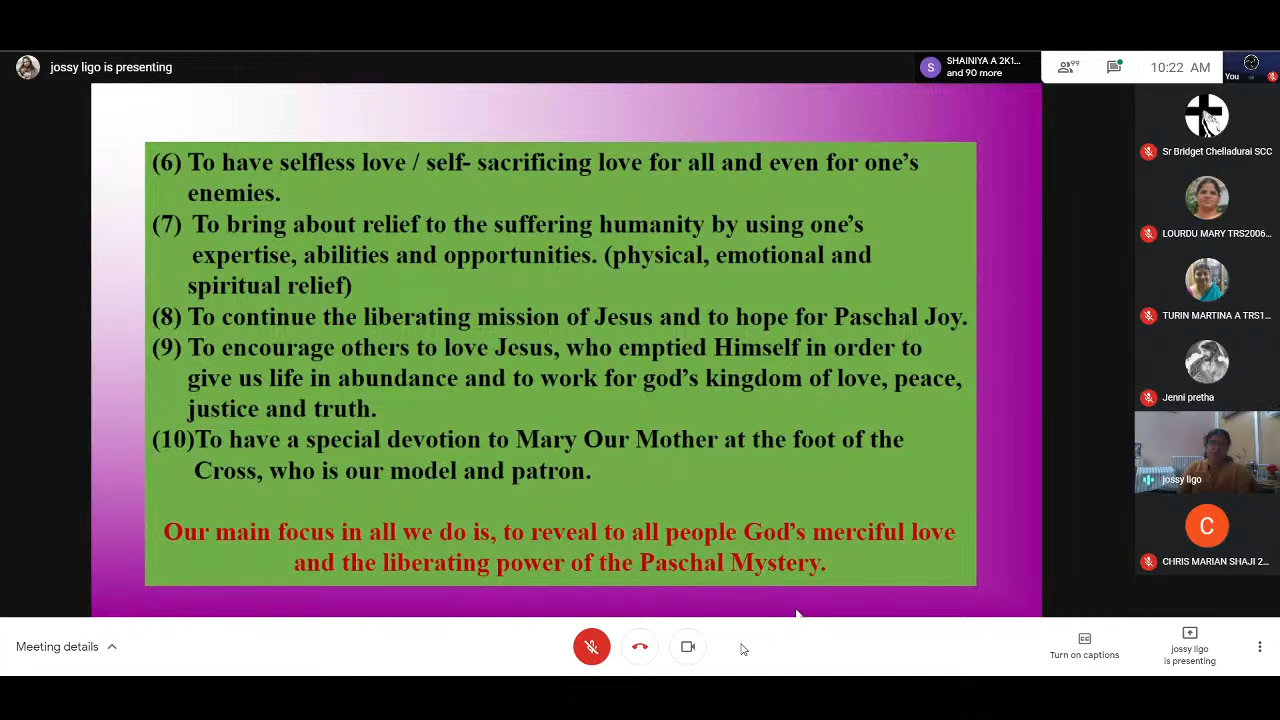 jossy ligo is presenting
S
SHAINIYA A 2K1...
and 90 more
99
10:22 AM
You
(6) To have selfless love / self- sacrificing love for all and even for one's
enemies.
(7) To bring about relief to the suffering humanity by using one's
expertise, abilities and opportunities. (physical, emotional and
spiritual relief)
(8) To continue the liberating mission of Jesus and to hope for Paschal Joy.
(9) To encourage others to love Jesus, who emptied Himself in order to
give us life in abundance and to work for god's kingdom of love, peace,
justice and truth.
(10)To have a special devotion to Mary Our Mother at the foot of the
Cross, who is our model and patron.
Our main focus in all we do is, to reveal to all people God's merciful love
and the liberating power of the Paschal Mystery.
Sr Bridget Chelladurai SCC
LOURDU MARY TRS2006...
TURIN MARTINA A TRS1...
Jenni pretha
jossy ligo
C
CHRIS MARIAN SHAJI 2...
Meeting details
CC
Turn on captions
jossy ligo
is presenting